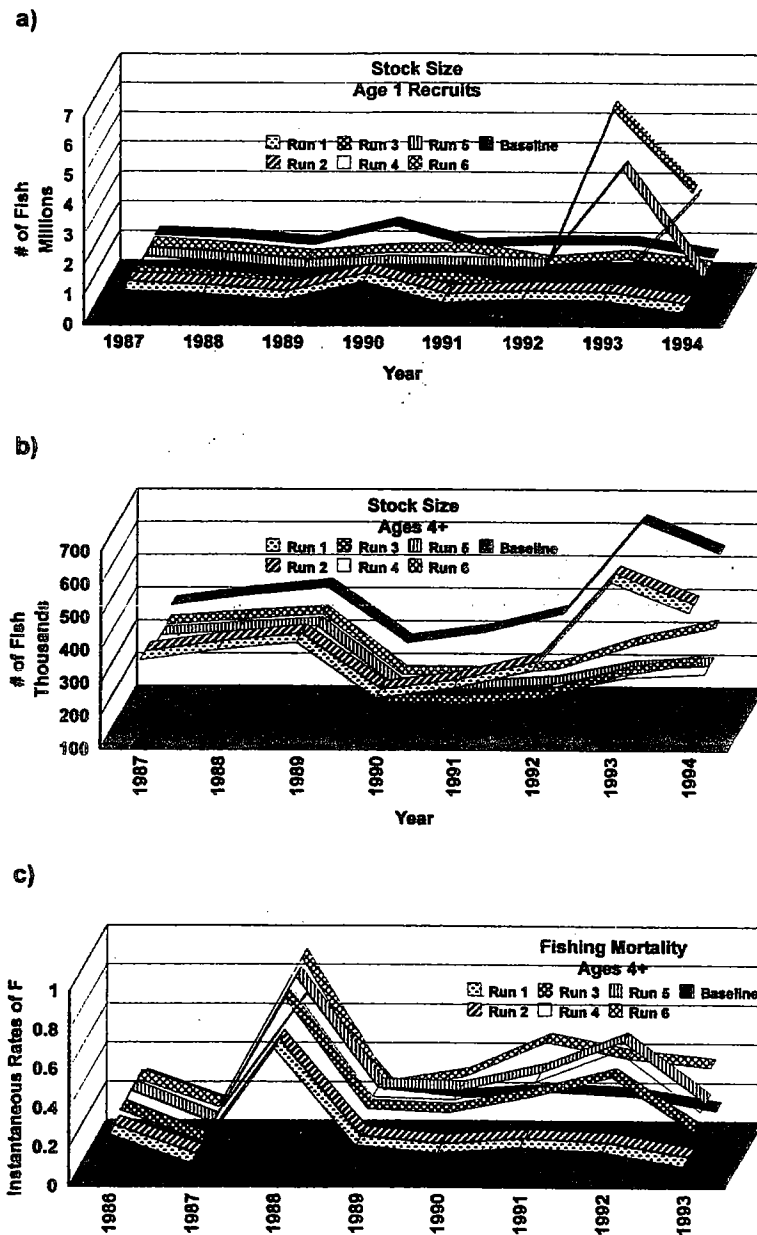 a)
Stock Size
Age 1 Recruits
Run 1 Run 3 Run 5 Baseline
Run 2 Run 4 Run 6
# of Fish
Millions
7
6
5
4
3
2
1
0
1987 1988 1989 1990 1991 1992 1993 1994
Year
b)
Stock Size
Ages 4+
Run 1 Run 3 Run 5 Baseline
Run 2 Run 4 Run 6
# of Fish
Thousands
700
600
500
400
300
200
100
1987 1988 1989 1990 1991 1992 1993 1994
Year
c)
Fishing Mortality
Ages 4+
Run 1 Run 3 Run 5 Baseline
Run 2 Run 4 Run 6
Instantaneous Rates of F
1
0.8
0.6
0.4
0.2
0
1986 1987 1988 1989 1990 1991 1992 1993